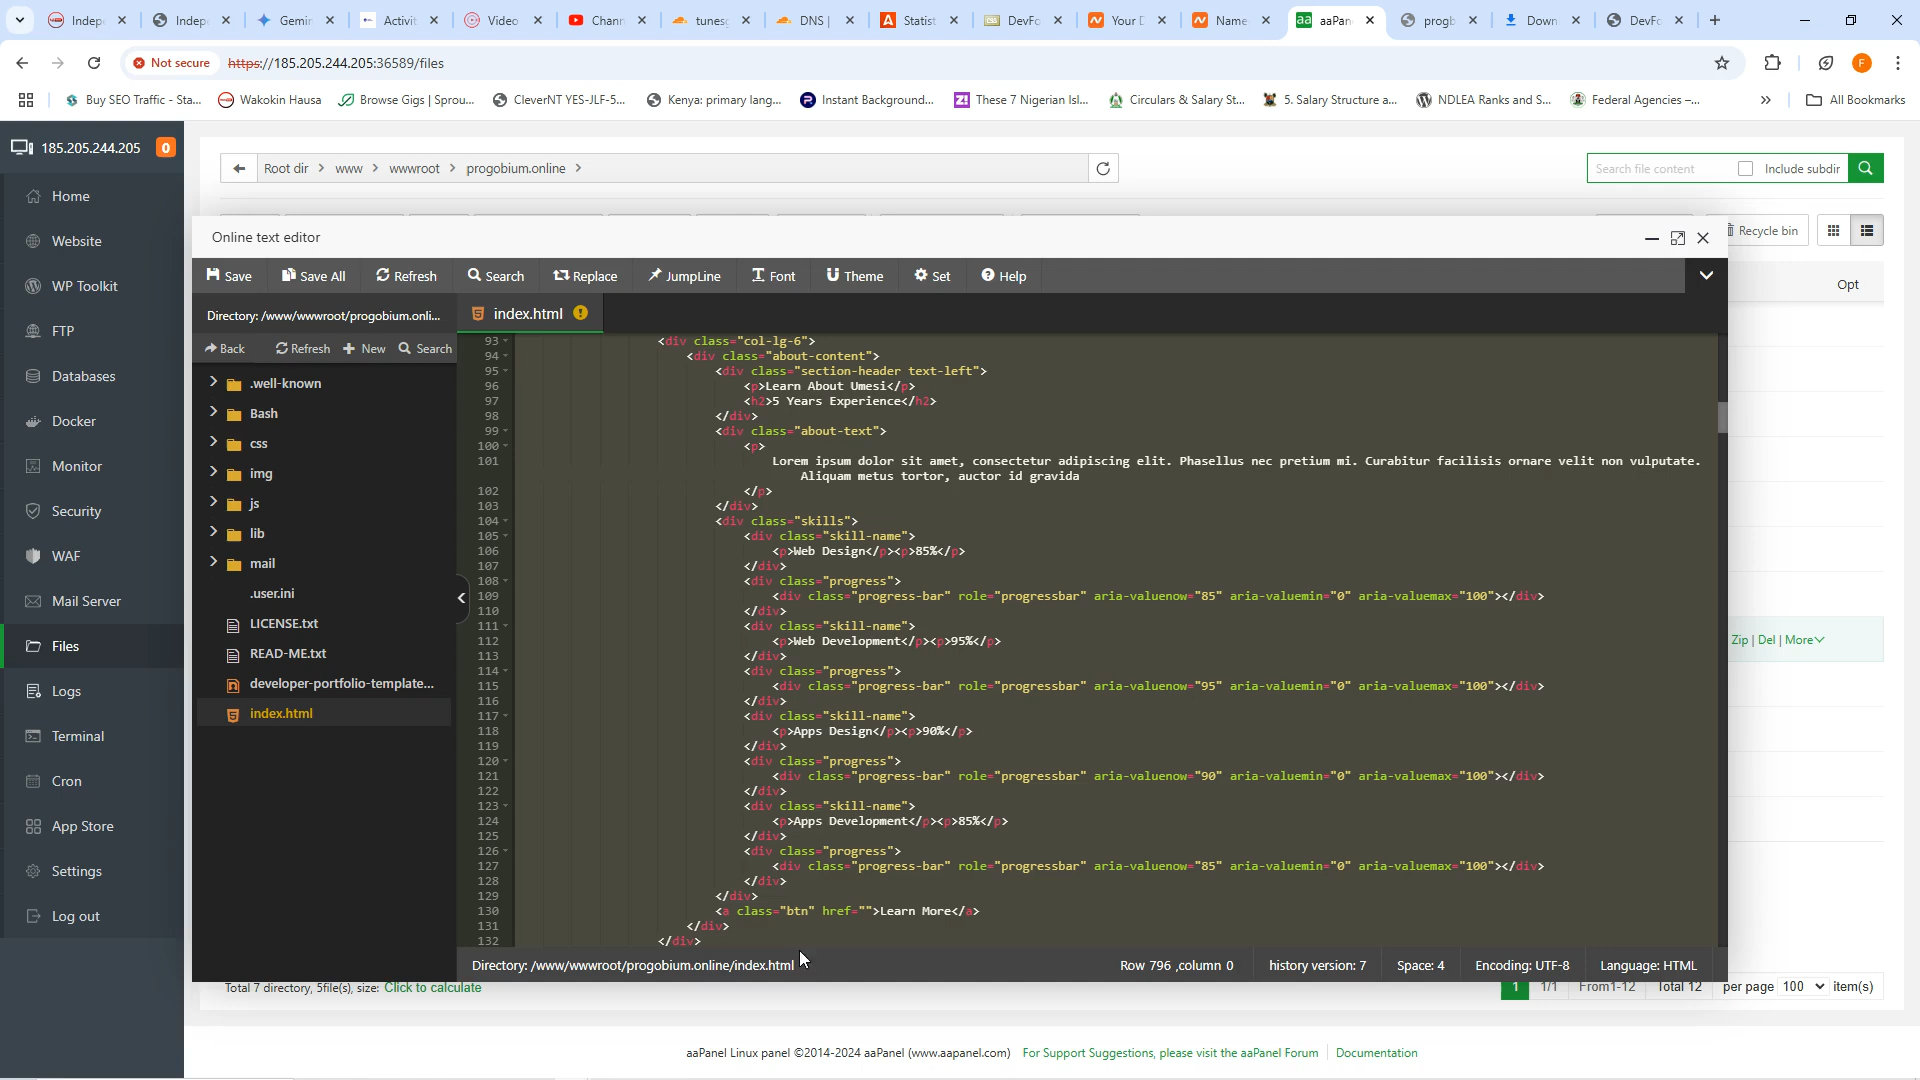 Indep
Indep
Gemin
Activit
Video
Chann
tunesg
DNS |
Statist
DevFo
Your D
Name
aaPan
progb
Down
DevFo
Not secure
https://185.205.244.205:36589/files
F
Buy SEO Traffic - Sta...
Wakokin Hausa
Browse Gigs | Sprou...
CleverNT YES-JLF-5...
Kenya: primary lang...
Instant Background...
These 7 Nigerian Isl...
Circulars & Salary St...
5. Salary Structure a...
NDLEA Ranks and S...
Federal Agencies –...
All Bookmarks
185.205.244.205 0
Home
Website
WP Toolkit
FTP
Databases
Docker
Monitor
Security
WAF
Mail Server
Files
Logs
Terminal
Cron
App Store
Settings
Log out
Root dir > www > wwwroot > progobium.online >
Search file content
Include subdir
Recycle bin
Opt
Zip | Del | More
Online text editor
Save
Save All
Refresh
Search
Replace
JumpLine
Font
Theme
Set
Help
Directory: /www/wwwroot/progobium.onli...
index.html
Back
Refresh
New
Search
.well-known
Bash
css
img
js
lib
mail
.user.ini
LICENSE.txt
READ-ME.txt
developer-portfolio-template...
index.html
93 <div class="col-lg-6">
94 <div class="about-content">
95 <div class="section-header text-left">
96 <p>Learn About Umesi</p>
97 <h2>5 Years Experience</h2>
98 </div>
99 <div class="about-text">
100 <p>
101 Lorem ipsum dolor sit amet, consectetur adipiscing elit. Phasellus nec pretium mi. Curabitur facilisis ornare velit non vulputate.
Aliquam metus tortor, auctor id gravida
102 </p>
103 </div>
104 <div class="skills">
105 <div class="skill-name">
106 <p>Web Design</p><p>85%</p>
107 </div>
108 <div class="progress">
109 <div class="progress-bar" role="progressbar" aria-valuenow="85" aria-valuemin="0" aria-valuemax="100"></div>
110 </div>
111 <div class="skill-name">
112 <p>Web Development</p><p>95%</p>
113 </div>
114 <div class="progress">
115 <div class="progress-bar" role="progressbar" aria-valuenow="95" aria-valuemin="0" aria-valuemax="100"></div>
116 </div>
117 <div class="skill-name">
118 <p>Apps Design</p><p>90%</p>
119 </div>
120 <div class="progress">
121 <div class="progress-bar" role="progressbar" aria-valuenow="90" aria-valuemin="0" aria-valuemax="100"></div>
122 </div>
123 <div class="skill-name">
124 <p>Apps Development</p><p>85%</p>
125 </div>
126 <div class="progress">
127 <div class="progress-bar" role="progressbar" aria-valuenow="85" aria-valuemin="0" aria-valuemax="100"></div>
128 </div>
129 </div>
130 <a class="btn" href="">Learn More</a>
131 </div>
132 </div>
Directory: /www/wwwroot/progobium.online/index.html
Row 796 ,column 0
history version: 7
Space: 4
Encoding: UTF-8
Language: HTML
Total 7 directory, 5file(s), size: Click to calculate
1 1/1 From1-12 Total 12 per page 100 item(s)
aaPanel Linux panel ©2014-2024 aaPanel (www.aapanel.com) For Support Suggestions, please visit the aaPanel Forum Documentation